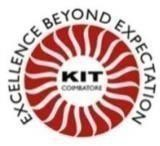 EXCELLENCE BEYOND EXPECTATION
KIT
COIMBATORE